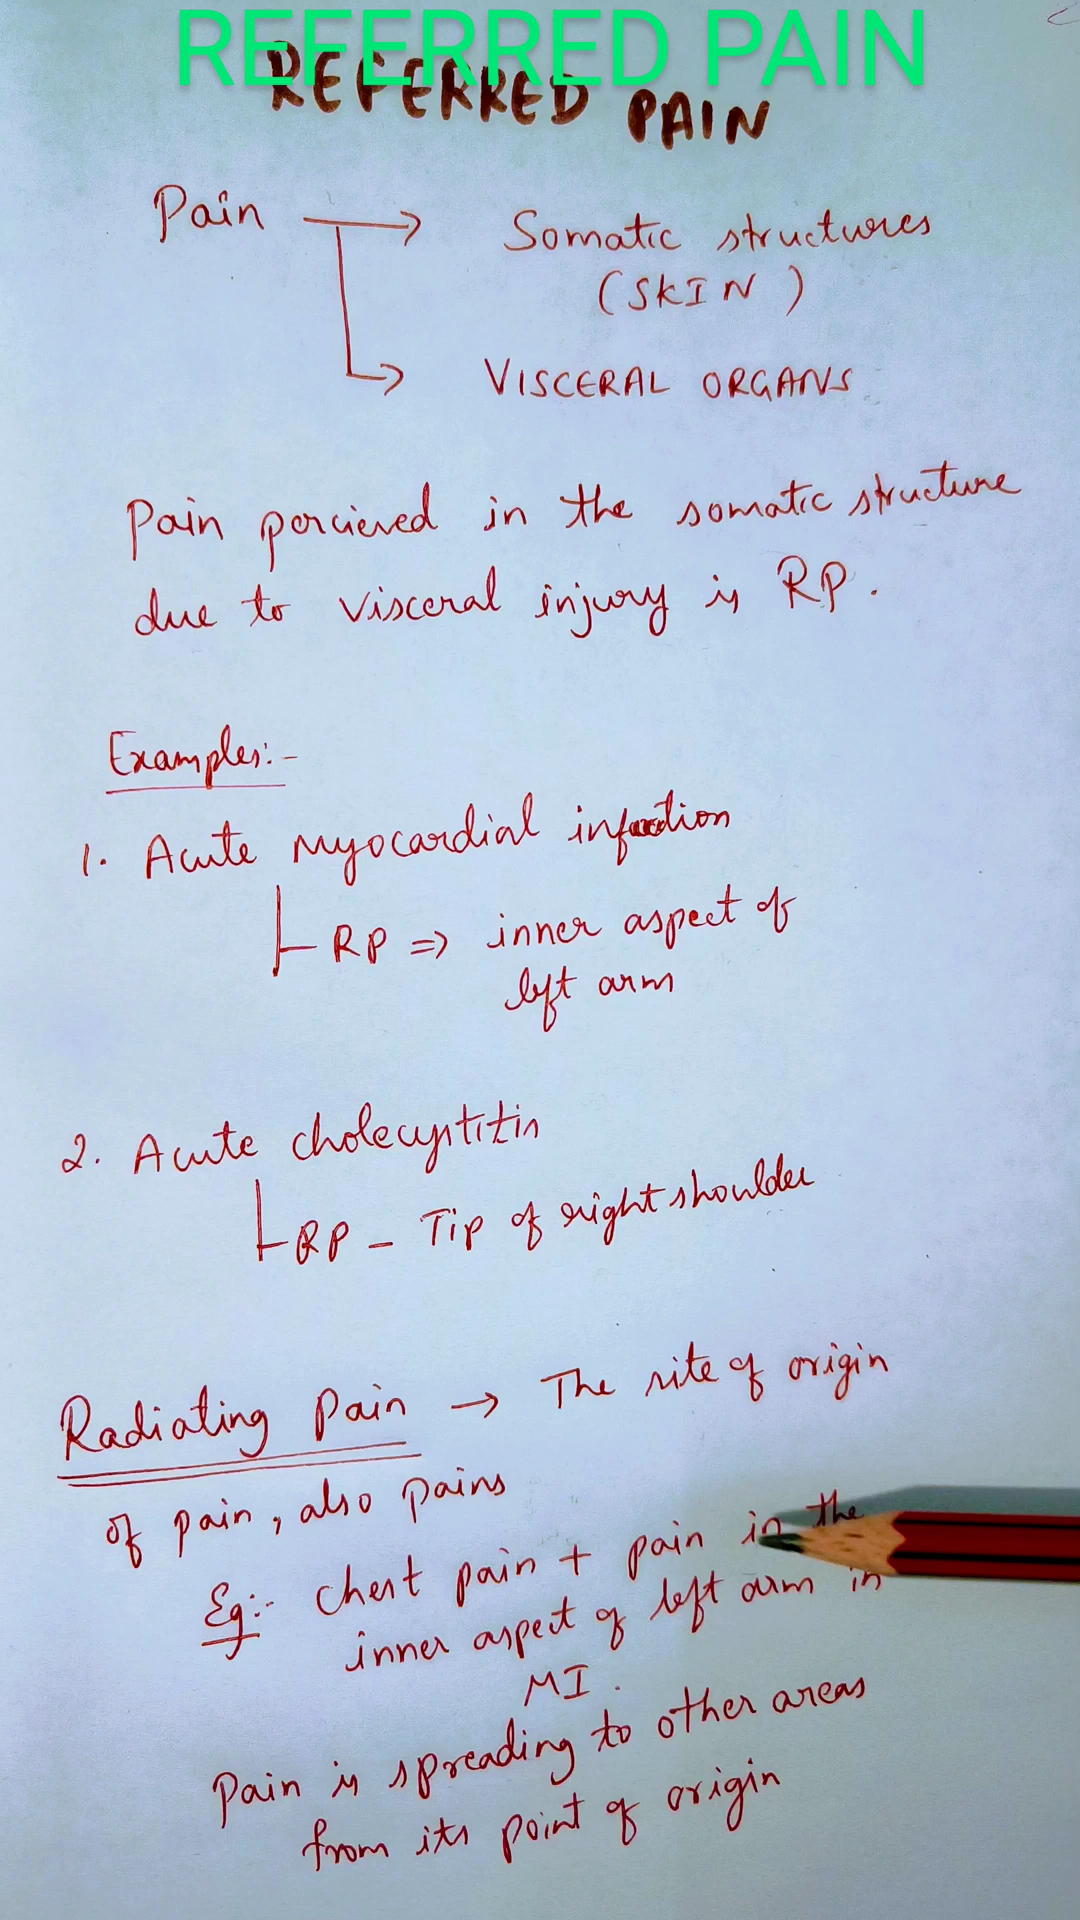 REFERRED PAIN
REFERRED PAIN
Pain → Somatic structures
(SKIN)
→ VISCERAL ORGANS
Pain percieved in the somatic structure
due to visceral injury is RP.
Examples:-
1. Acute Myocardial infarction
RP => inner aspect of
left arm
2. Acute cholecystitis
RP - Tip of right shoulder
Radiating Pain → The site of origin
of pain, also pains
Eg:- Chest pain + pain in the
inner aspect of left arm in
MI.
Pain is spreading to other areas
from its point of origin